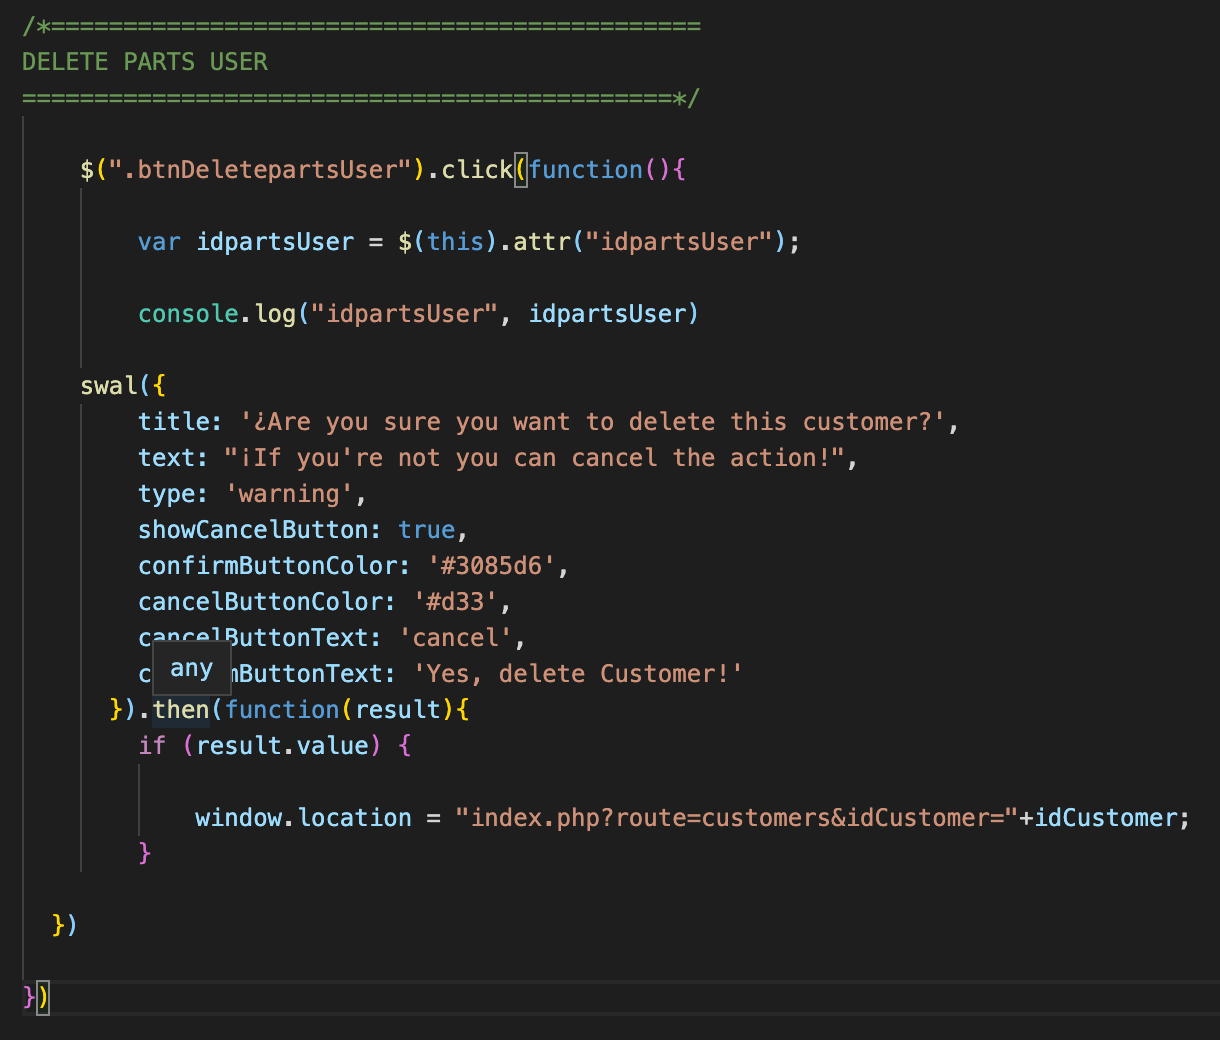 /*=============================================
DELETE PARTS USER
=============================================*/
$(".btnDeletepartsUser").click(function(){
var idpartsUser = $(this).attr("idpartsUser");
console.log("idpartsUser", idpartsUser)
swal({
title: '¿Are you sure you want to delete this customer?',
text: "¡If you're not you can cancel the action!",
type: 'warning',
showCancelButton: true,
confirmButtonColor: '#3085d6',
cancelButtonColor: '#d33',
cancelButtonText: 'cancel',
any
c mButtonText: 'Yes, delete Customer!'
}).then(function(result){
if (result.value) {
window.location = "index.php?route=customers&idCustomer="+idCustomer;
}
})
})